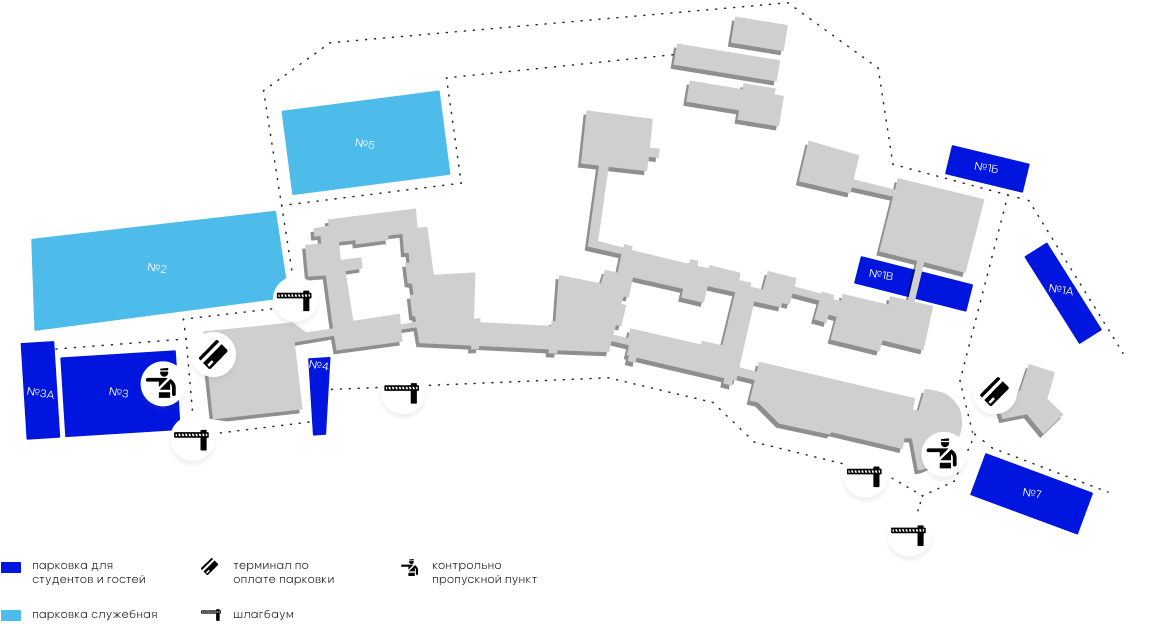 №5
№1Б
№2
№1В
№1А
№4
№3А
№3
№7
парковка для
студентов и гостей
терминал по
оплате парковки
контрольно
пропускной пункт
парковка служебная
шлагбаум